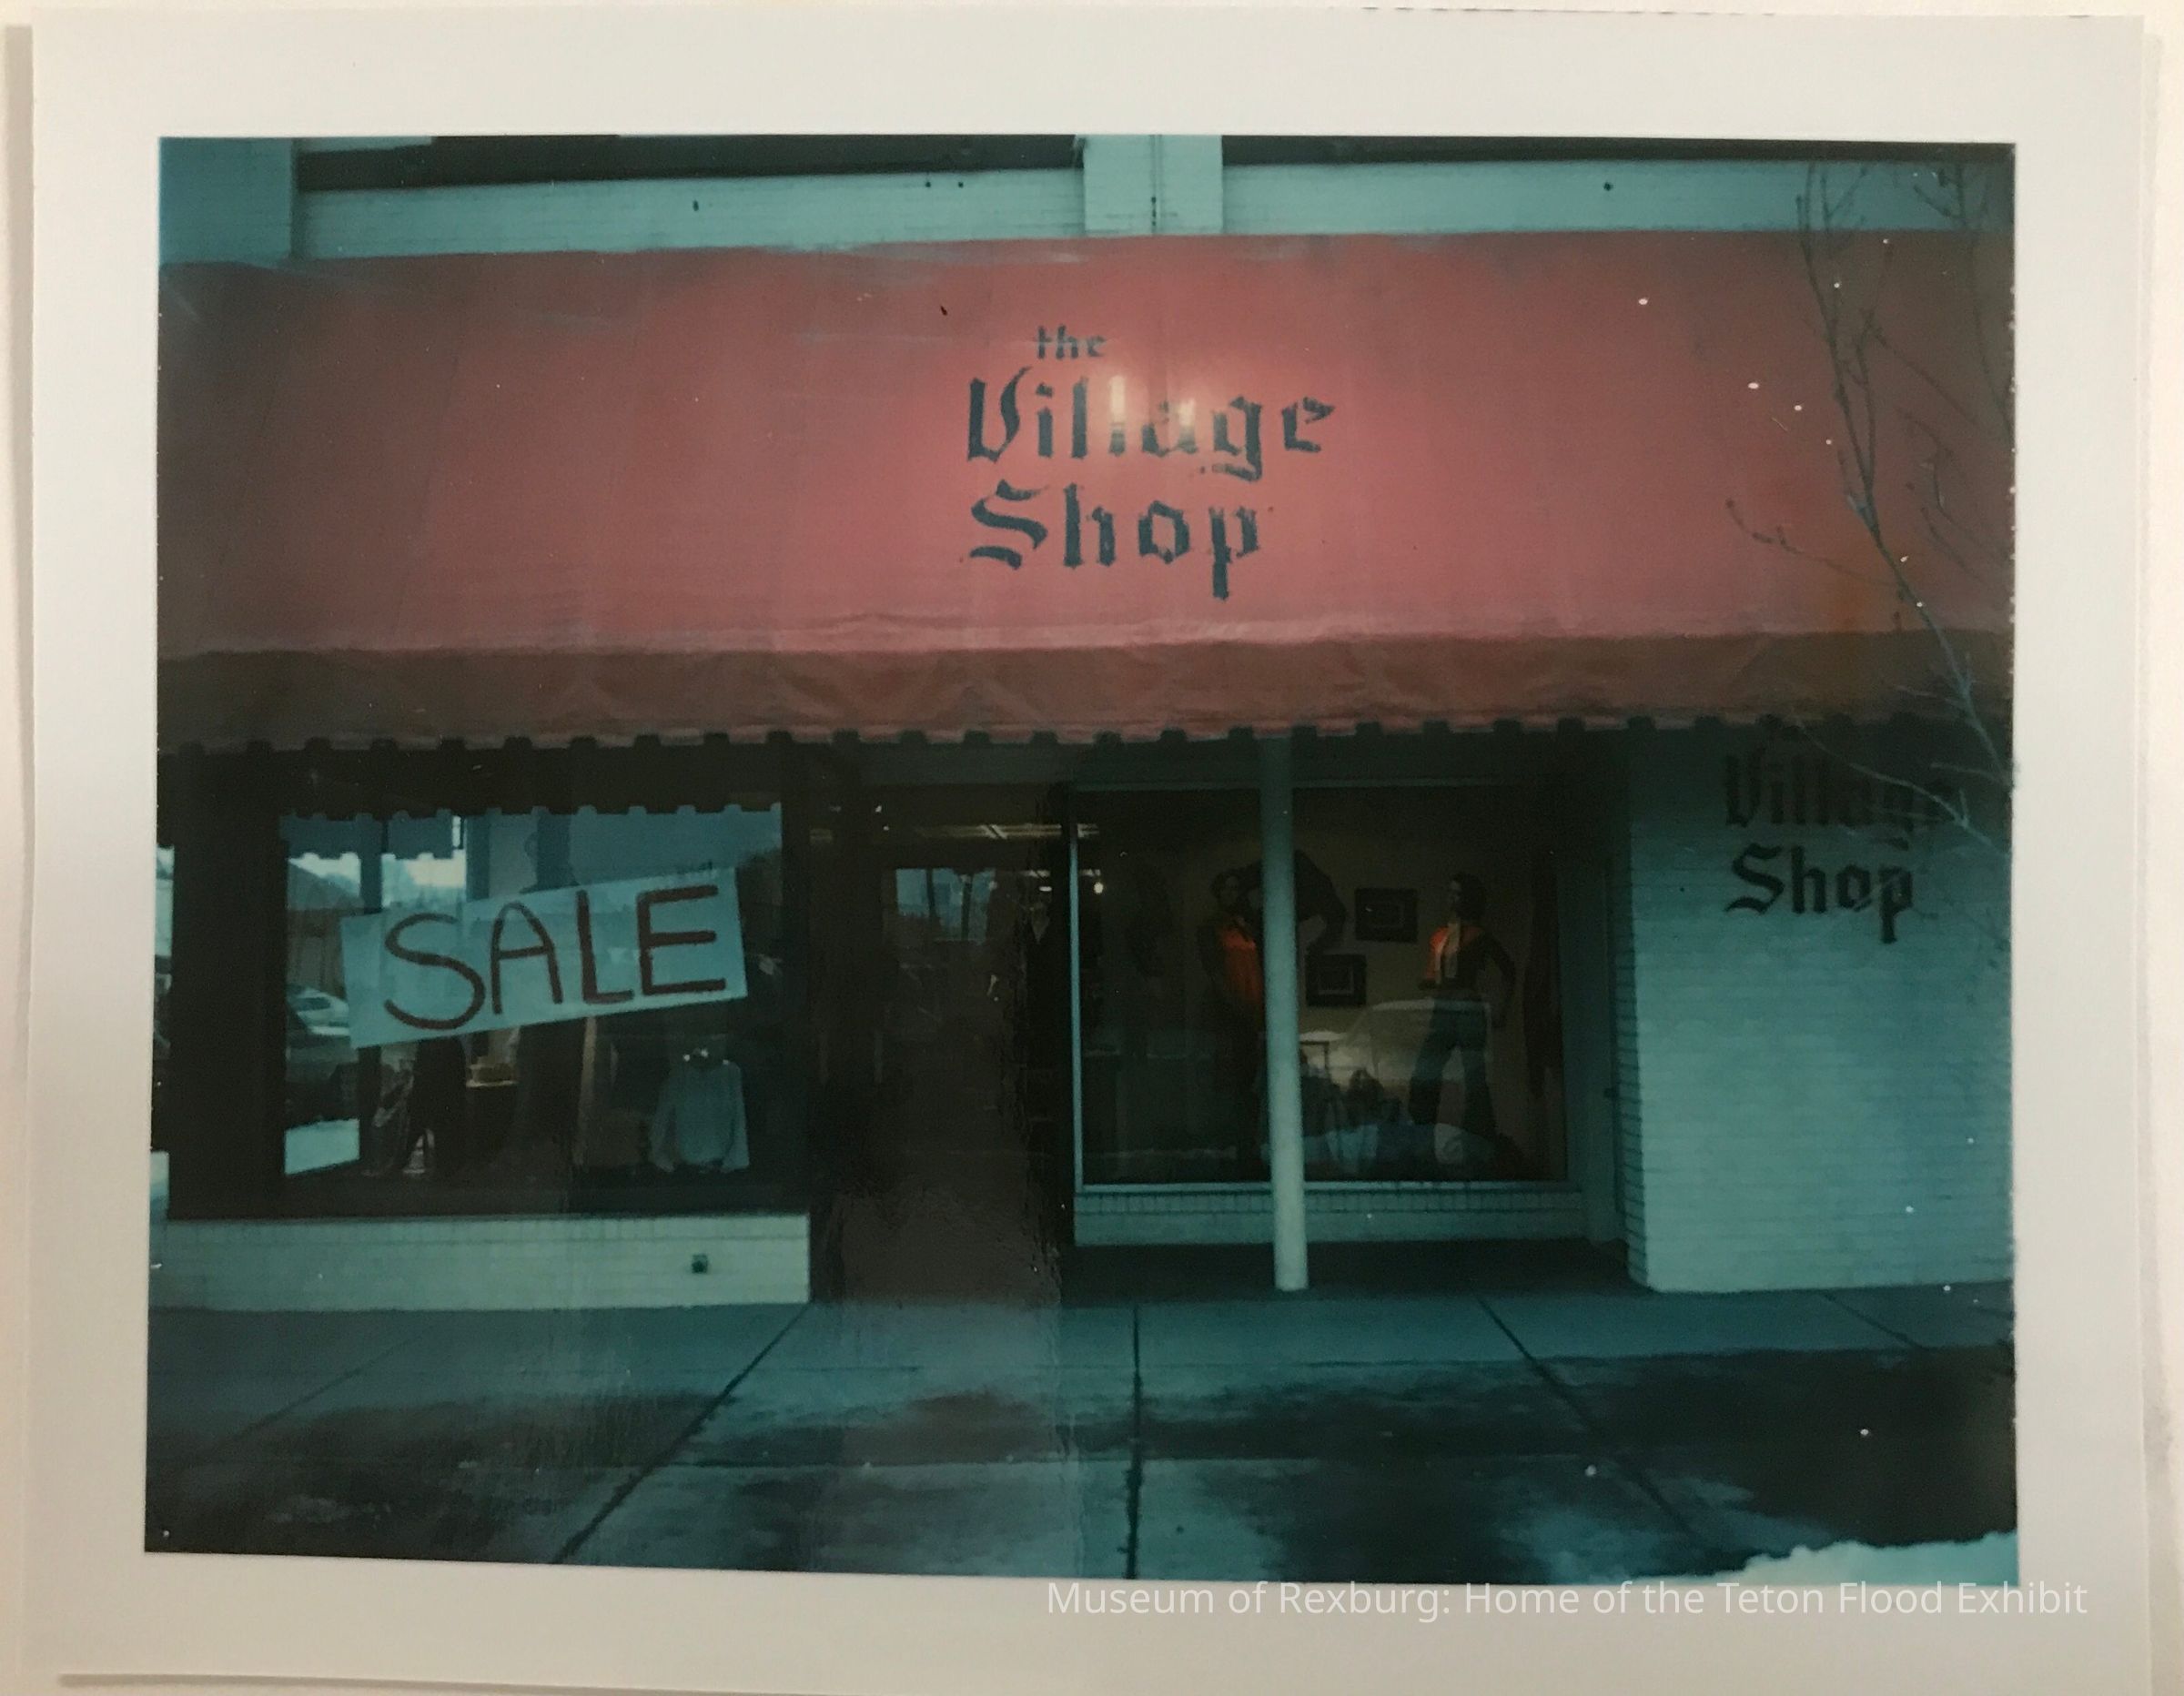 the
Village
Shop
Village
Shop
SALE
Museum of Rexburg: Home of the Teton Flood Exhibit